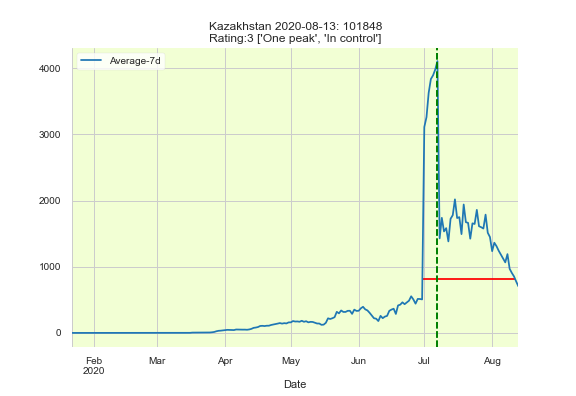 Kazakhstan 2020-08-13: 101848
Rating:3 ['One peak', 'In control']
Average-7d
4000
3000
2000
1000
0
Feb Mar Apr May Jun Jul Aug
2020
Date